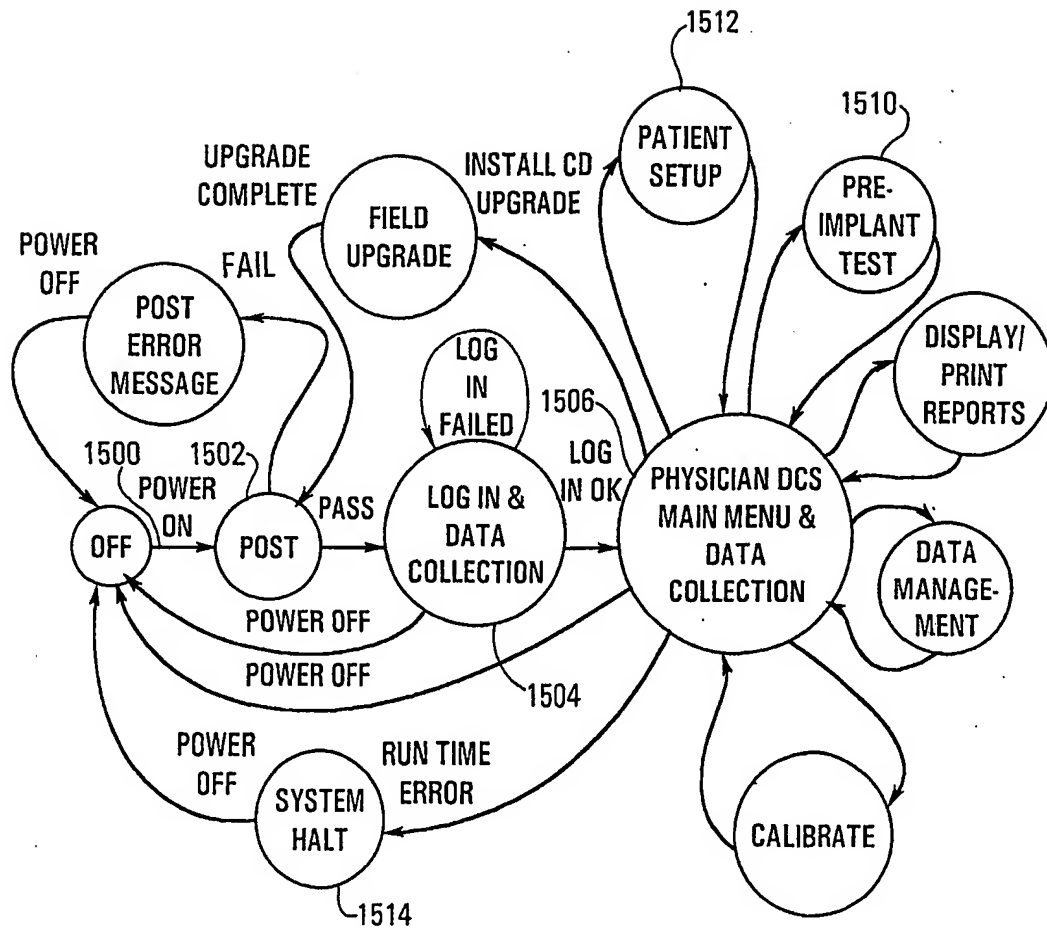 1512
1510
PATIENT
SETUP
PRE-
IMPLANT
TEST
UPGRADE
COMPLETE
INSTALL CD
UPGRADE
FIELD
UPGRADE
POWER
OFF
FAIL
POST
ERROR
MESSAGE
DISPLAY/
PRINT
REPORTS
LOG
IN
FAILED
1506
LOG
IN OK
1500
1502
POWER
ON
PASS
OFF
POST
LOG IN &
DATA
COLLECTION
PHYSICIAN DCS
MAIN MENU &
DATA
COLLECTION
DATA
MANAGE-
MENT
POWER OFF
POWER OFF
1504
POWER
OFF
RUN TIME
ERROR
SYSTEM
HALT
CALIBRATE
1514